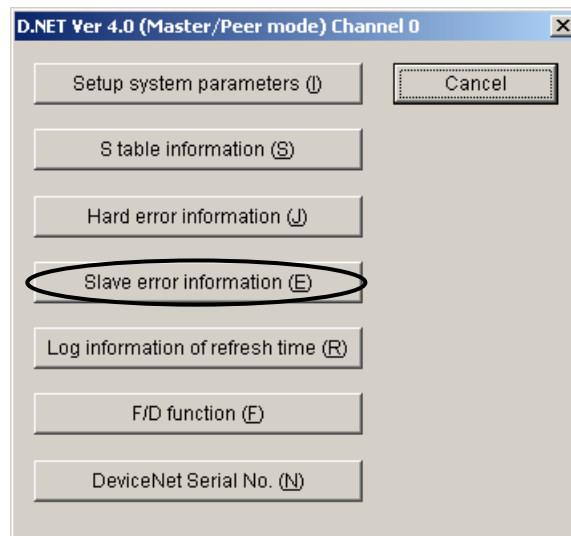 D.NET Ver 4.0 (Master/Peer mode) Channel 0
Setup system parameters (I)
Cancel
S table information (S)
Hard error information (J)
Slave error information (E)
Log information of refresh time (R)
F/D function (F)
DeviceNet Serial No. (N)